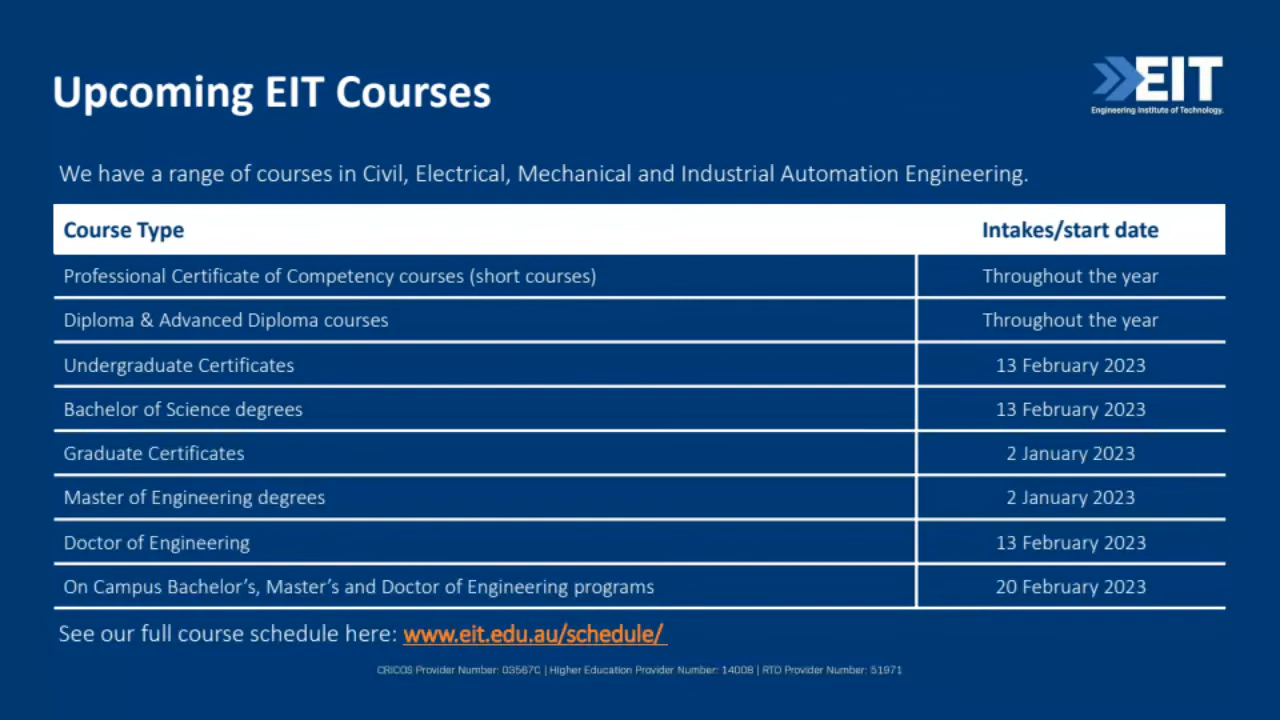 Upcoming EIT Courses
EIT
Engineering Institute of Technology.
We have a range of courses in Civil, Electrical, Mechanical and Industrial Automation Engineering.
Course Type Intakes/start date
Professional Certificate of Competency courses (short courses) Throughout the year
Diploma & Advanced Diploma courses Throughout the year
Undergraduate Certificates 13 February 2023
Bachelor of Science degrees 13 February 2023
Graduate Certificates 2 January 2023
Master of Engineering degrees 2 January 2023
Doctor of Engineering 13 February 2023
On Campus Bachelor’s, Master’s and Doctor of Engineering programs 20 February 2023
See our full course schedule here: www.eit.edu.au/schedule/
CRICOS Provider Number: 03567C | Higher Education Provider Number: 14008 | RTO Provider Number: 51971